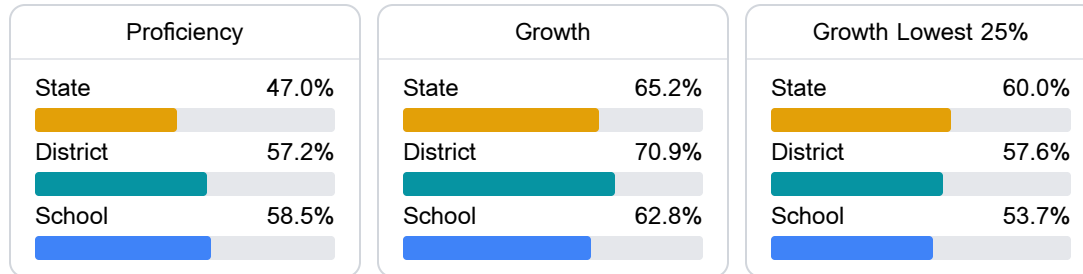 Proficiency
State 47.0%
District 57.2%
School 58.5%
Growth
State 65.2%
District 70.9%
School 62.8%
Growth Lowest 25%
State 60.0%
District 57.6%
School 53.7%